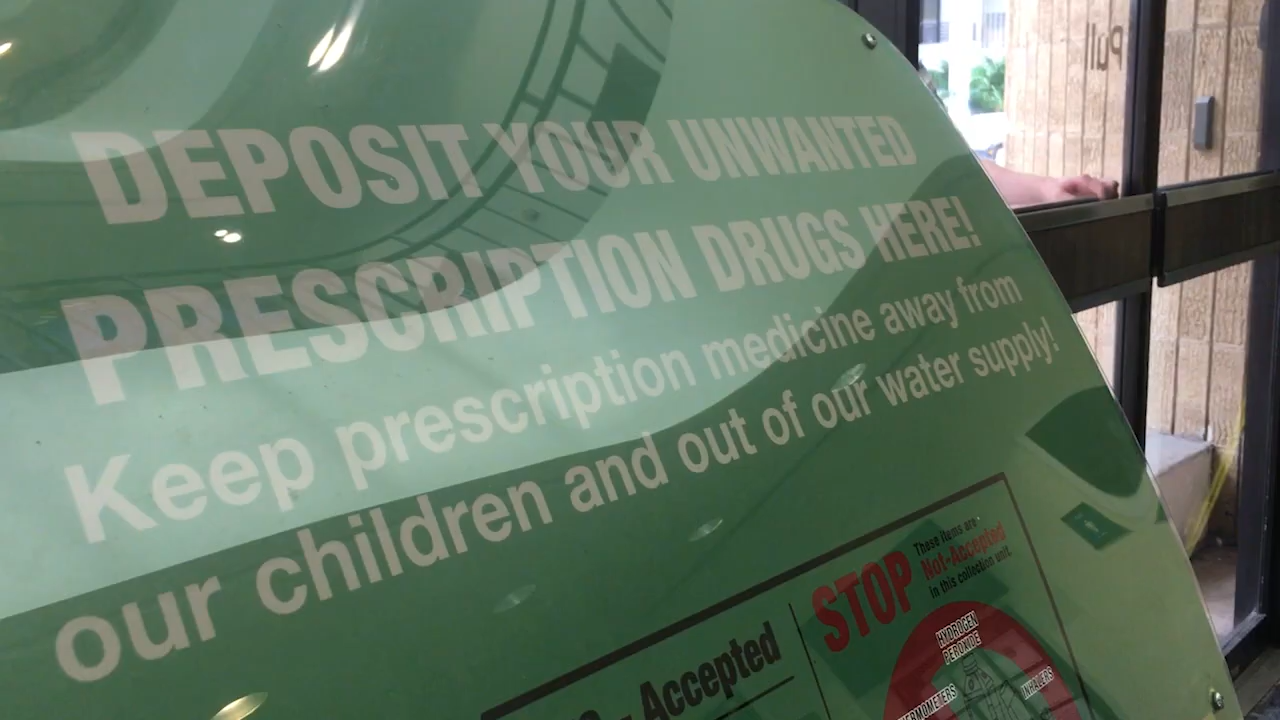 DEPOSIT YOUR UNWANTED
PRESCRIPTION DRUGS HERE!
Keep prescription medicine away from
our children and out of our water supply!
Accepted
STOP
These items are
Not-Accepted
in this collection unit.
HYDROGEN
PEROXIDE
INHALERS
Pull